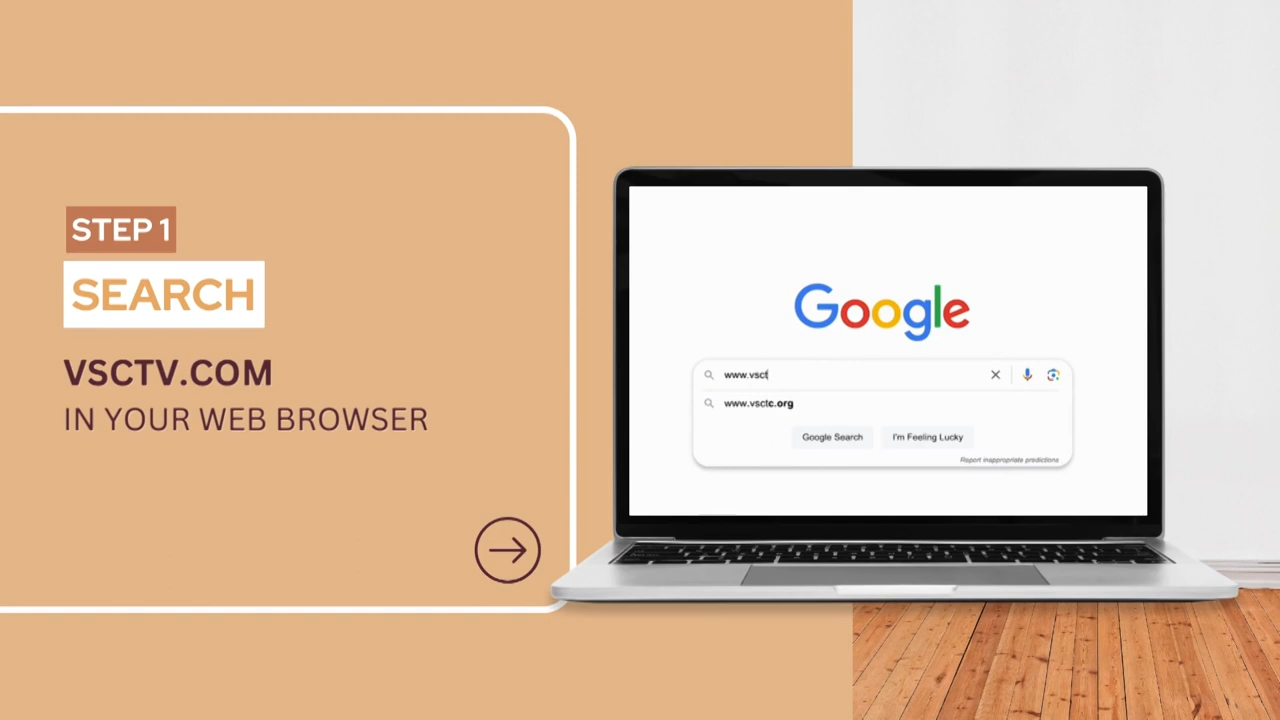 STEP 1
SEARCH
VSCTV.COM
IN YOUR WEB BROWSER
Google
www.vsct
www.vsctc.org
Google Search I'm Feeling Lucky
Report inappropriate predictions